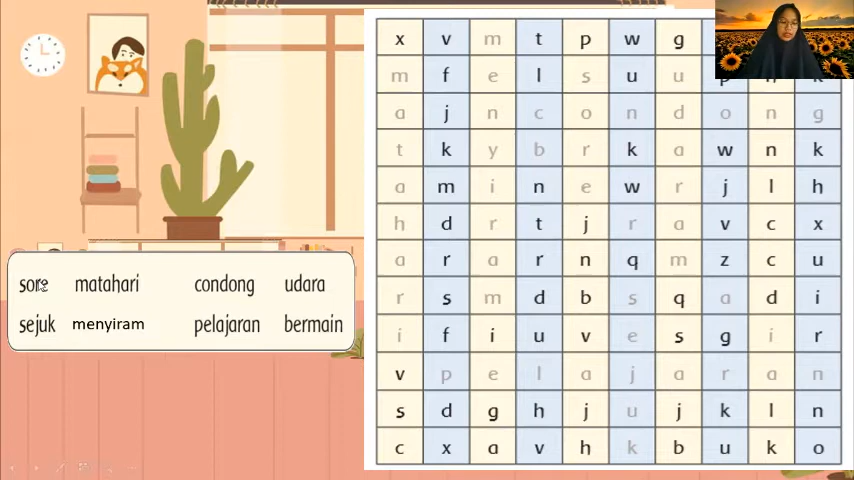 sore matahari condong udara
sejuk menyiram pelajaran bermain
x v m t p w g
m f e l s u u
a j n c o n d o n g
t k y b r k a w n k
a m i n e w r j l h
h d r t j r a v c x
a r a r n q m z c u
r s m d b s q a d i
i f i u v e s g i r
v p e l a j a r a n
s d g h j u j k l n
c x a v h k b u k o